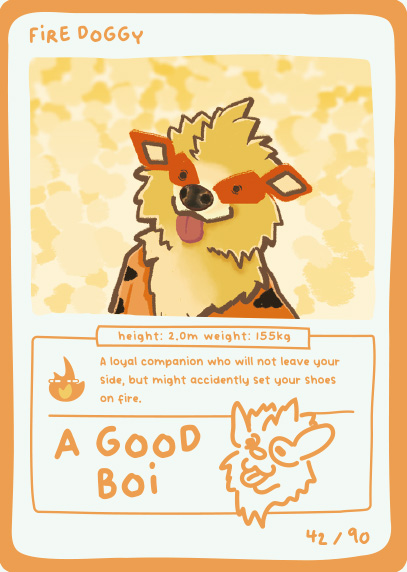 FiRE DOGGY
height: 2.0m weight: 155kg
A loyal companion who will not leave your
side, but might accidently set your shoes
on fire.
A GOOD
Boi
42 / 90